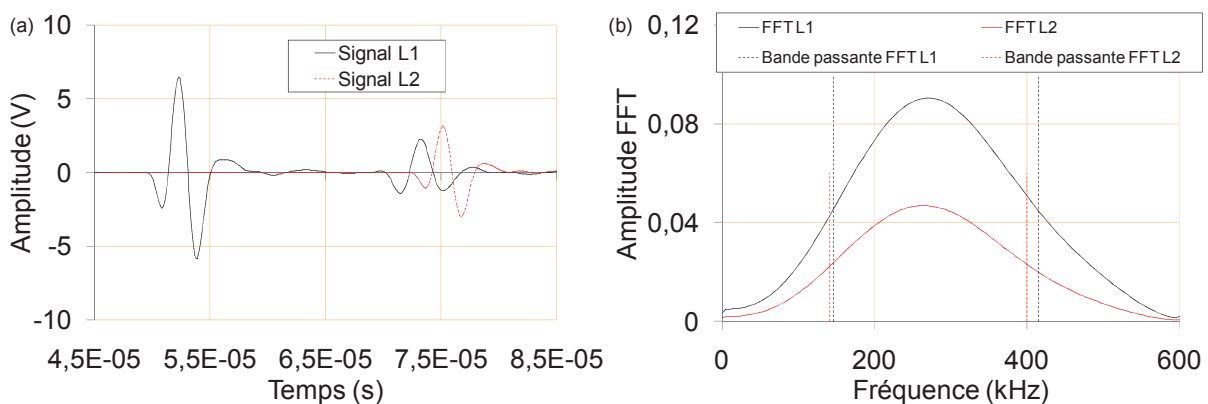 (a)
Amplitude (V)
10
5
0
-5
-10
Signal L1
Signal L2
4,5E-05 5,5E-05 6,5E-05 7,5E-05 8,5E-05
Temps (s)
(b)
Amplitude FFT
0,12
0,08
0,04
0
FFT L1 FFT L2
Bande passante FFT L1 Bande passante FFT L2
0 200 400 600
Fréquence (kHz)